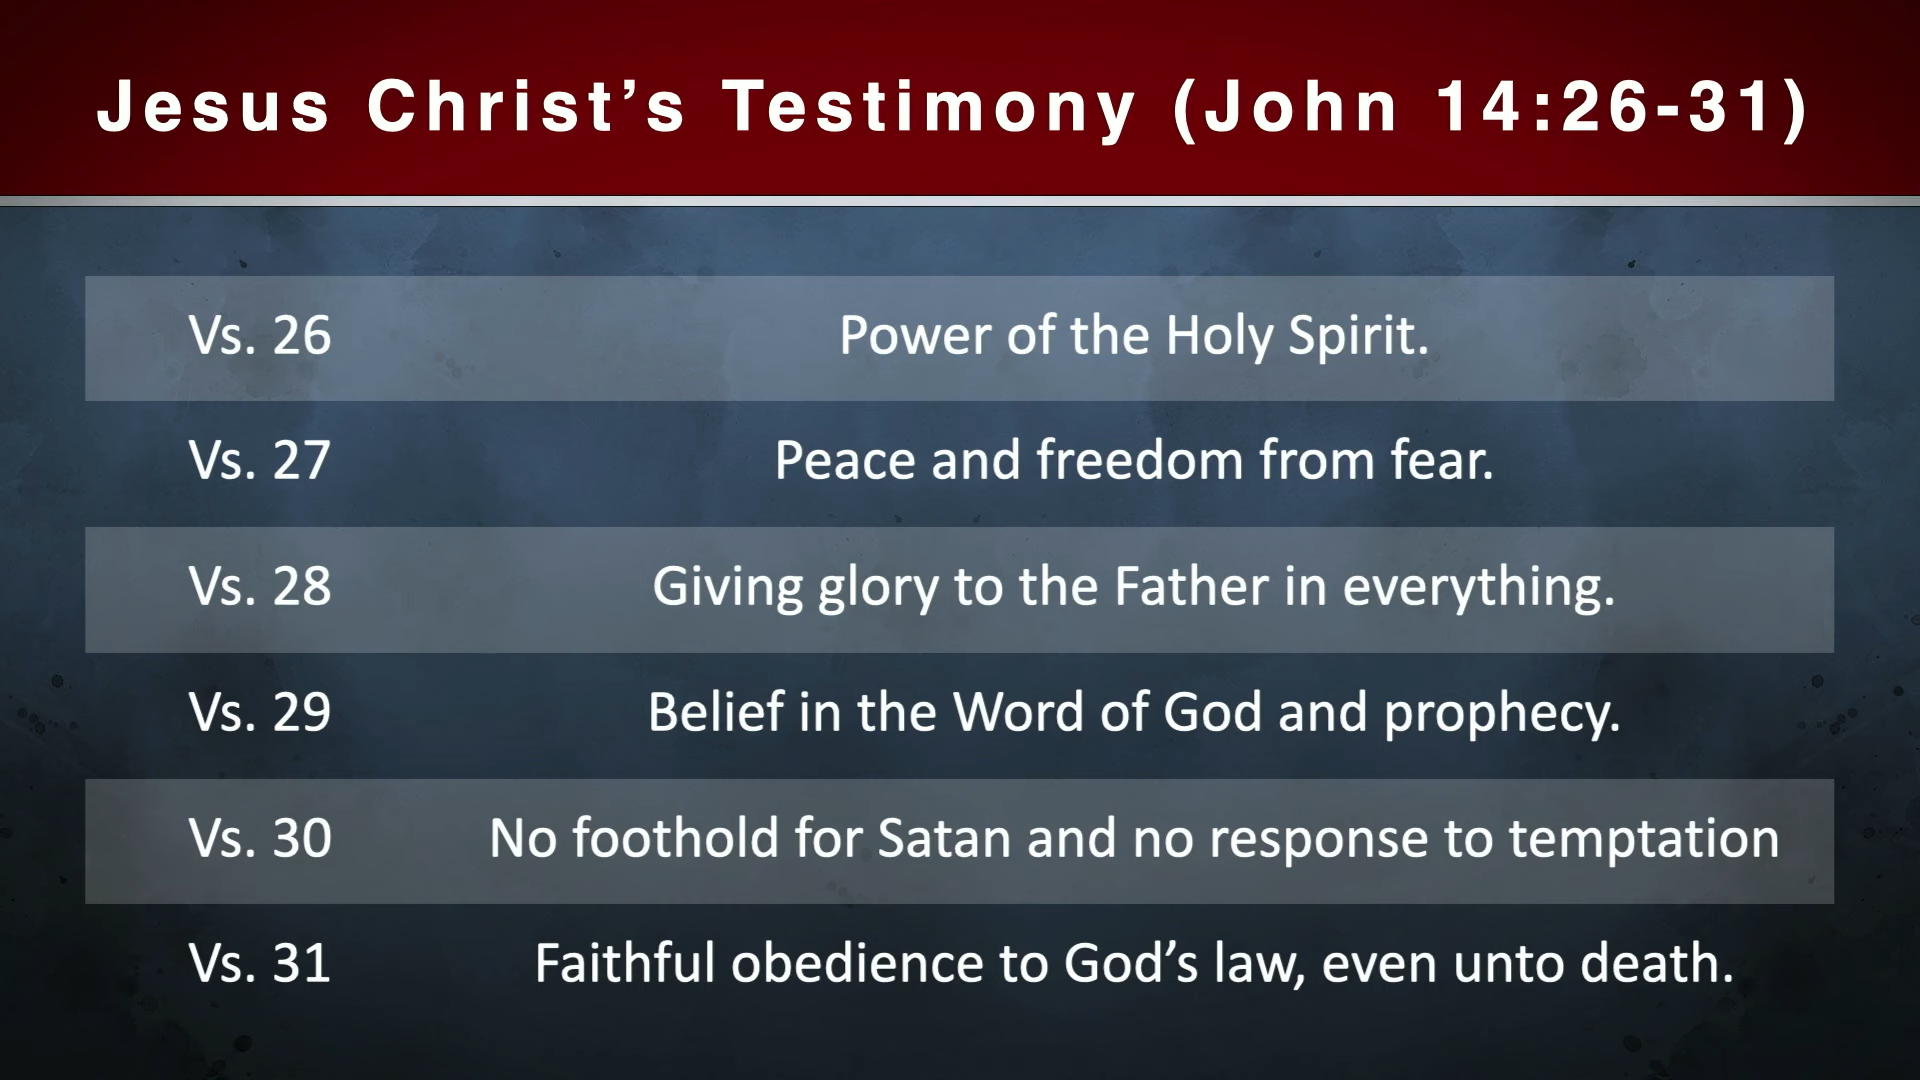 Jesus Christ’s Testimony (John 14:26-31)
Vs. 26 Power of the Holy Spirit.
Vs. 27 Peace and freedom from fear.
Vs. 28 Giving glory to the Father in everything.
Vs. 29 Belief in the Word of God and prophecy.
Vs. 30 No foothold for Satan and no response to temptation
Vs. 31 Faithful obedience to God’s law, even unto death.